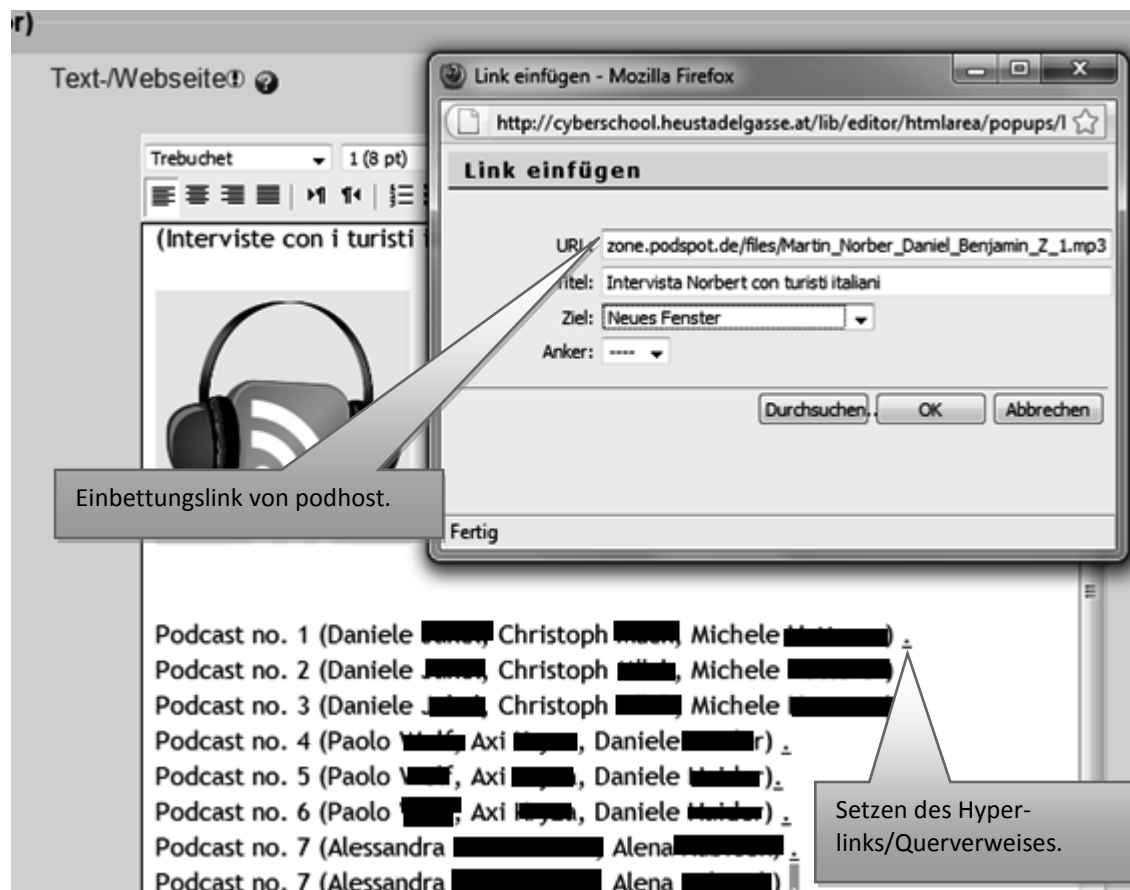 r)
Text-/Webseite
Link einfügen - Mozilla Firefox
http://cyberschool.heustadelgasse.at/lib/editor/htmlarea/popups/l
Link einfügen
Trebuchet 1 (8 pt)
(Interviste con i turisti i
URL:
zone.podspot.de/files/Martin_Norber_Daniel_Benjamin_Z_1.mp3
Titel: Intervista Norbert con turisti italiani
Ziel: Neues Fenster
Anker: ----
Durchsuchen.. OK Abbrechen
Einbettungslink von podhost.
Fertig
Podcast no. 1 (Daniele , Christoph , Michele ) .
Podcast no. 2 (Daniele , Christoph , Michele
Podcast no. 3 (Daniele , Christoph , Michele
Podcast no. 4 (Paolo , Axi , Daniele r) .
Podcast no. 5 (Paolo , Axi , Daniele ).
Podcast no. 6 (Paolo , Axi , Daniele ) .
Podcast no. 7 (Alessandra , Alena ) .
Podcast no. 7 (Alessandra Alena )
Setzen des Hyper-
links/Querverweises.